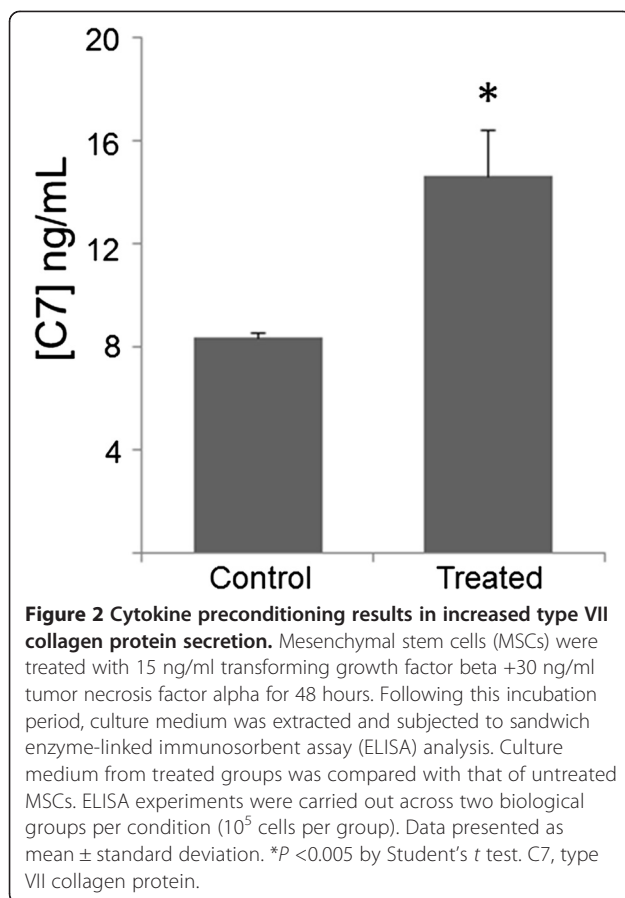 20
*
16
12
[C7] ng/mL
8
4
Control Treated
Figure 2 Cytokine preconditioning results in increased type VII
collagen protein secretion. Mesenchymal stem cells (MSCs) were
treated with 15 ng/ml transforming growth factor beta +30 ng/ml
tumor necrosis factor alpha for 48 hours. Following this incubation
period, culture medium was extracted and subjected to sandwich
enzyme-linked immunosorbent assay (ELISA) analysis. Culture
medium from treated groups was compared with that of untreated
MSCs. ELISA experiments were carried out across two biological
groups per condition (10⁵ cells per group). Data presented as
mean ± standard deviation. *P <0.005 by Student’s t test. C7, type
VII collagen protein.